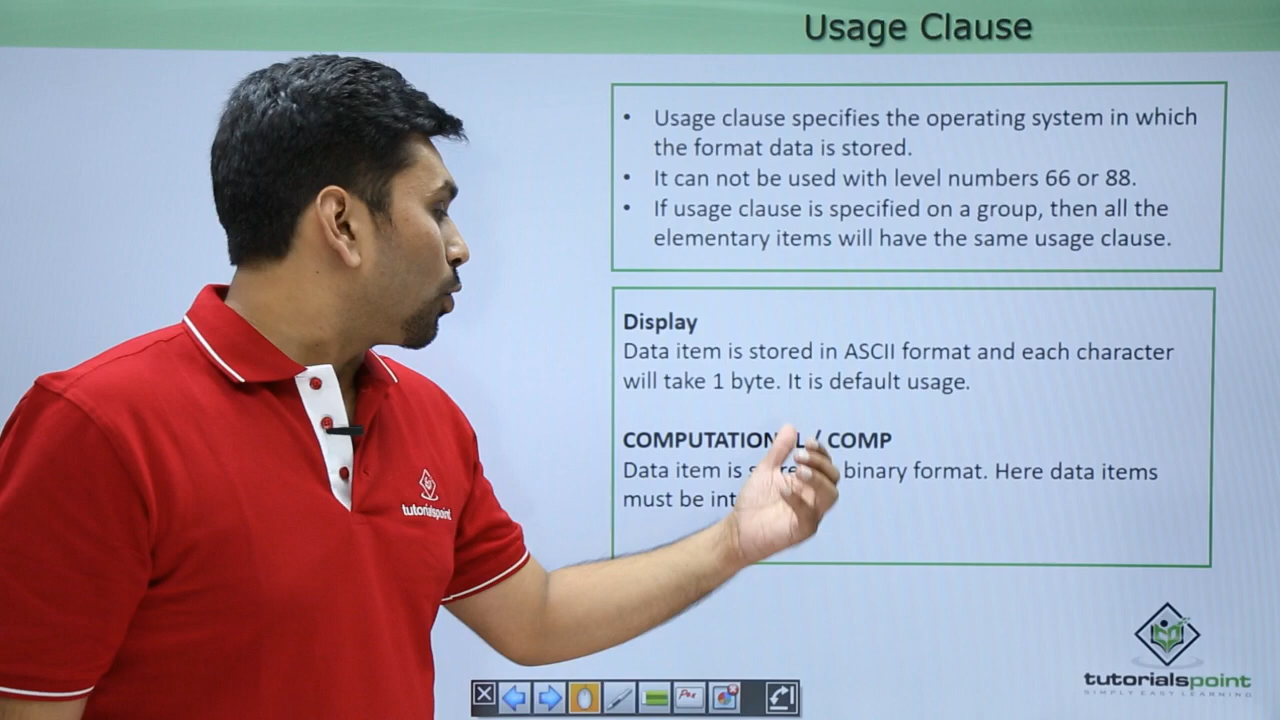 Usage Clause
• Usage clause specifies the operating system in which
the format data is stored.
• It can not be used with level numbers 66 or 88.
• If usage clause is specified on a group, then all the
elementary items will have the same usage clause.
Display
Data item is stored in ASCII format and each character
will take 1 byte. It is default usage.
COMPUTATIONAL / COMP
Data item is binary format. Here data items
must be
tutorialspoint
tutorialspoint
SIMPLY EASY LEARNING
Pen